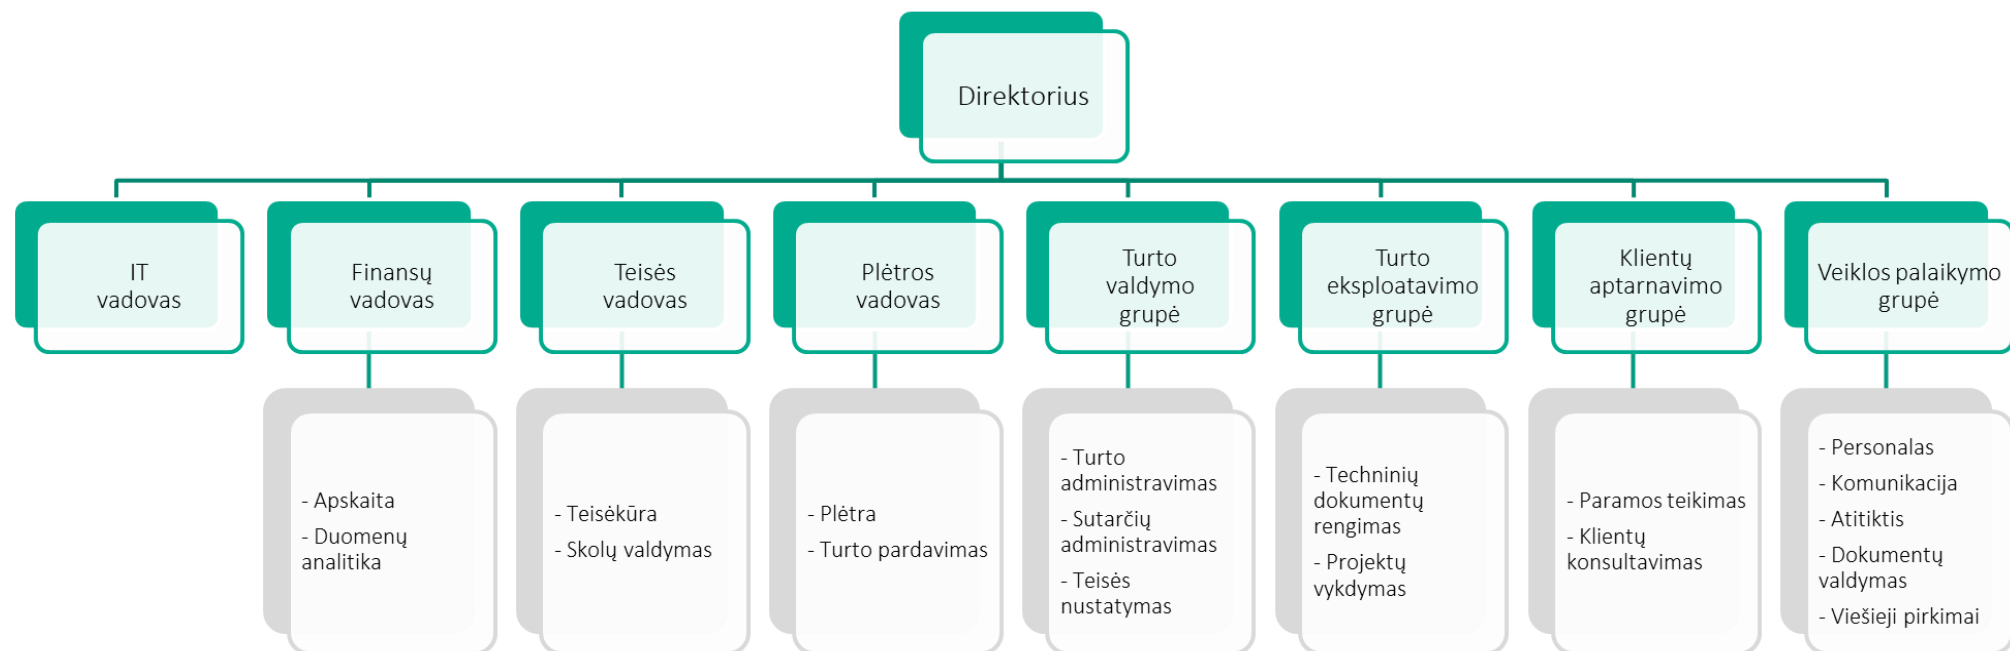 Direktorius
IT
vadovas
Finansų
vadovas
Teisės
vadovas
Plėtros
vadovas
Turto
valdymo
grupė
Turto
eksploatavimo
grupė
Klientų
aptarnavimo
grupė
Veiklos palaikymo
grupė
- Apskaita
- Duomenų
analitika
- Teisėkūra
- Skolų valdymas
- Plėtra
- Turto pardavimas
- Turto
administravimas
- Sutarčių
administravimas
- Teisės
nustatymas
- Techninių
dokumentų
rengimas
- Projektų
vykdymas
- Paramos teikimas
- Klientų
konsultavimas
- Personalas
- Komunikacija
- Atitiktis
- Dokumentų
valdymas
- Viešieji pirkimai